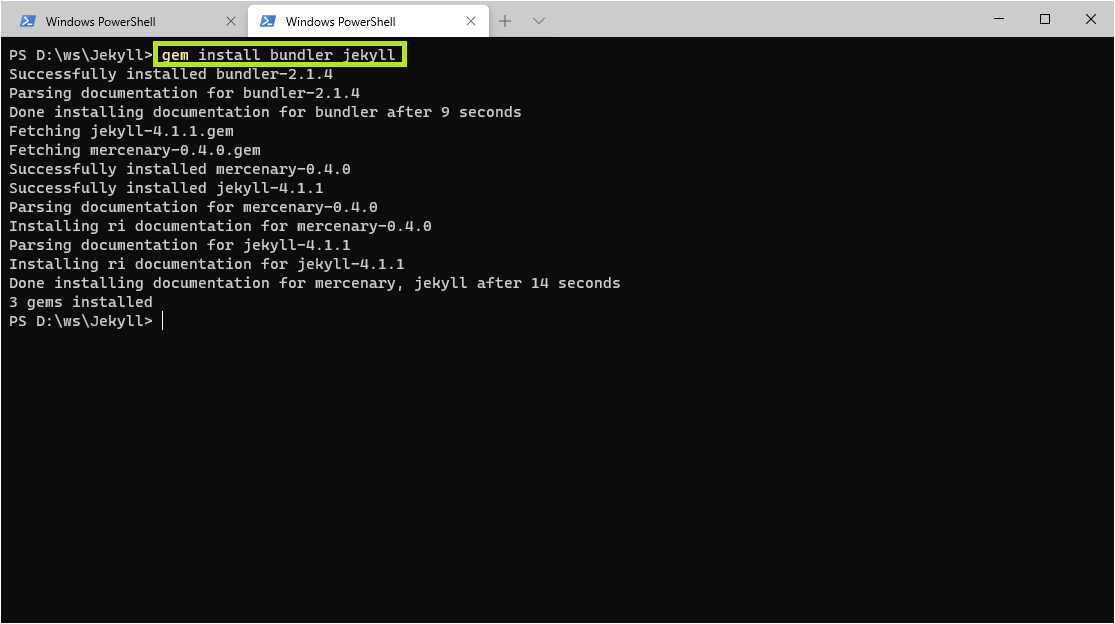 Windows PowerShell
Windows PowerShell
PS D:\ws\Jekyll> gem install bundler jekyll
Successfully installed bundler-2.1.4
Parsing documentation for bundler-2.1.4
Done installing documentation for bundler after 9 seconds
Fetching jekyll-4.1.1.gem
Fetching mercenary-0.4.0.gem
Successfully installed mercenary-0.4.0
Successfully installed jekyll-4.1.1
Parsing documentation for mercenary-0.4.0
Installing ri documentation for mercenary-0.4.0
Parsing documentation for jekyll-4.1.1
Installing ri documentation for jekyll-4.1.1
Done installing documentation for mercenary, jekyll after 14 seconds
3 gems installed
PS D:\ws\Jekyll>